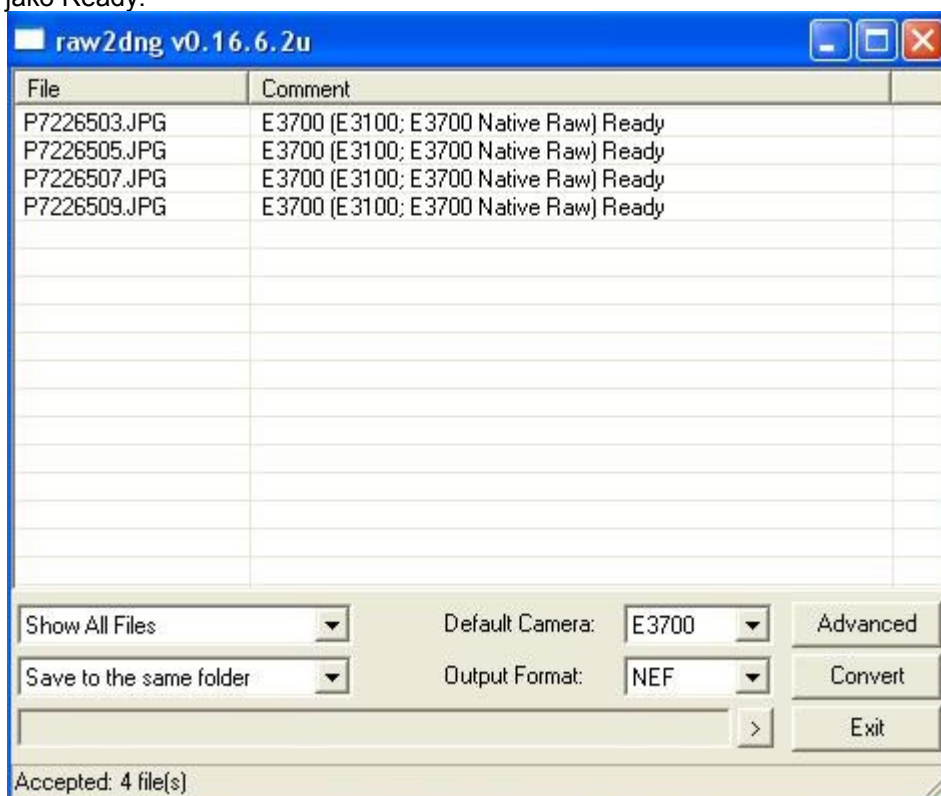 jako Ready.
raw2dng v0.16.6.2u
File Comment
P7226503.JPG E3700 (E3100; E3700 Native Raw) Ready
P7226505.JPG E3700 (E3100; E3700 Native Raw) Ready
P7226507.JPG E3700 (E3100; E3700 Native Raw) Ready
P7226509.JPG E3700 (E3100; E3700 Native Raw) Ready
Show All Files Default Camera: E3700 Advanced
Save to the same folder Output Format: NEF Convert
> Exit
Accepted: 4 file(s)